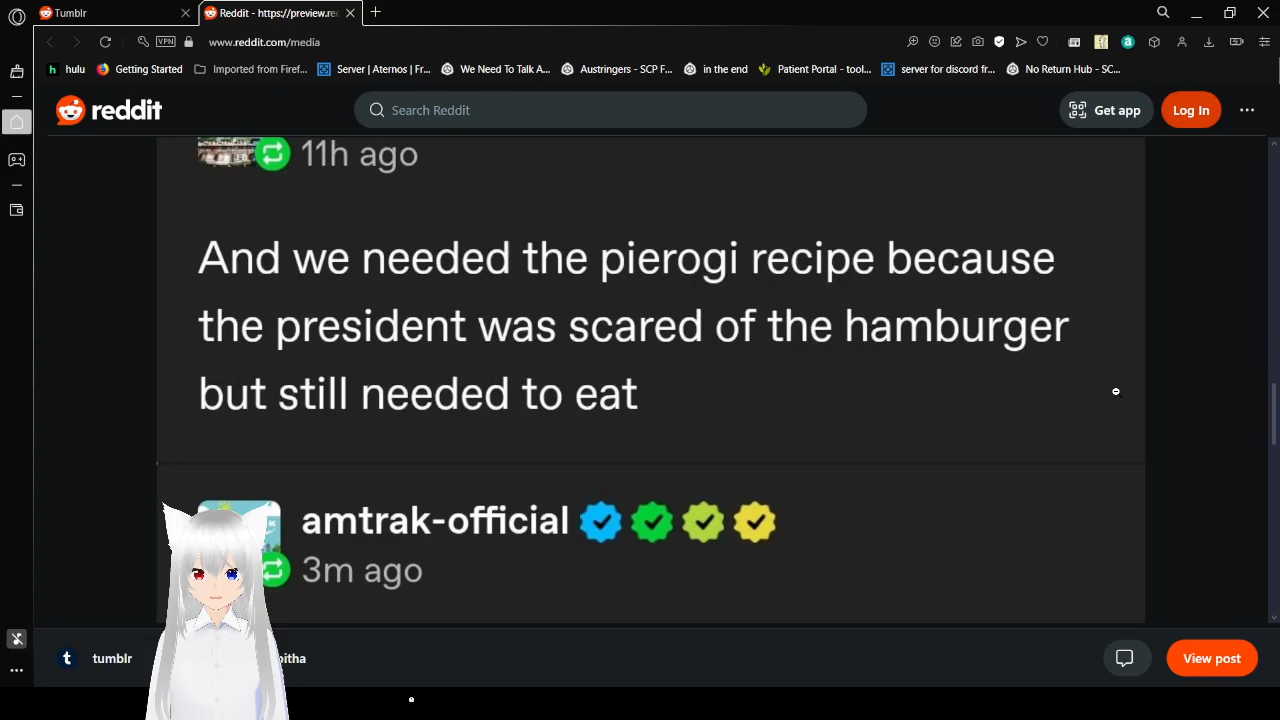 Tumblr
Reddit - https://preview.rec
VPN
www.reddit.com/media
hulu
Getting Started
Imported from Firef...
Server | Aternos | Fr...
We Need To Talk A...
Austringers - SCP F...
in the end
Patient Portal - tool...
server for discord fr...
No Return Hub - SC...
reddit
Search Reddit
Get app
Log In
11h ago
And we needed the pierogi recipe because
the president was scared of the hamburger
but still needed to eat
amtrak-official
3m ago
t
tumblr
View post